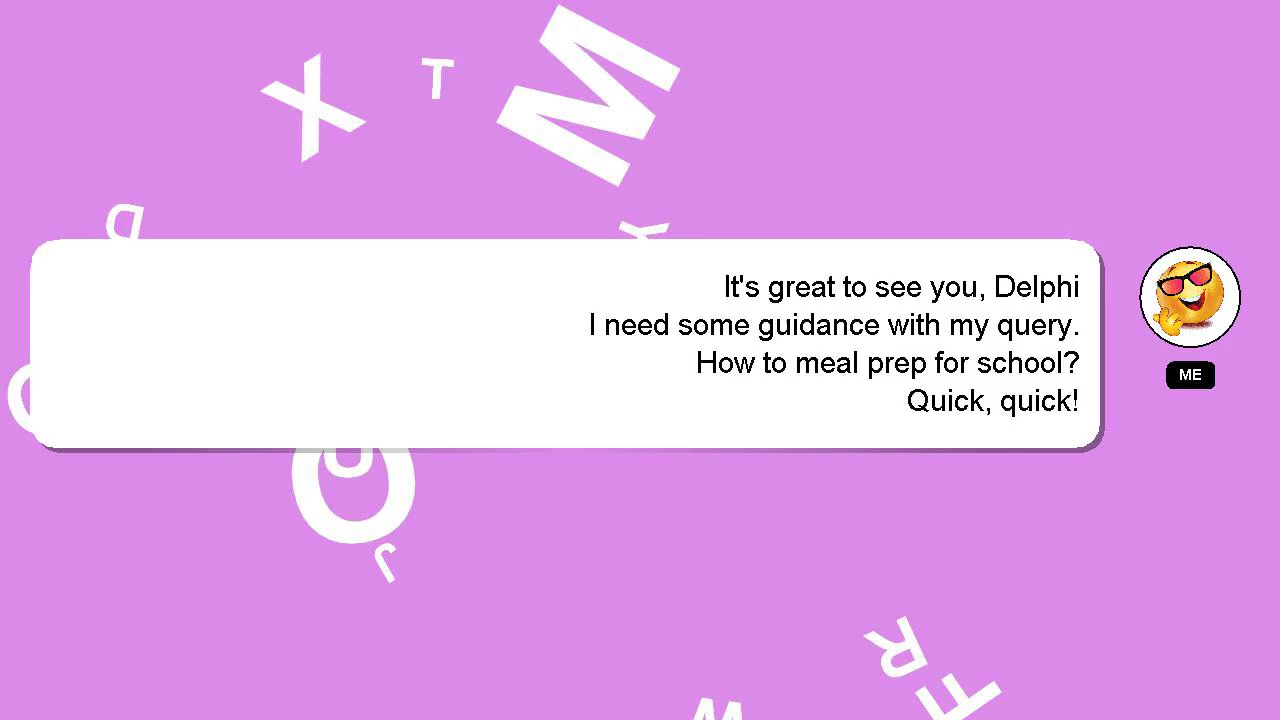 X
T
M
D
Y
It's great to see you, Delphi
I need some guidance with my query.
How to meal prep for school?
Quick, quick!
ME
O
J
R
F
W